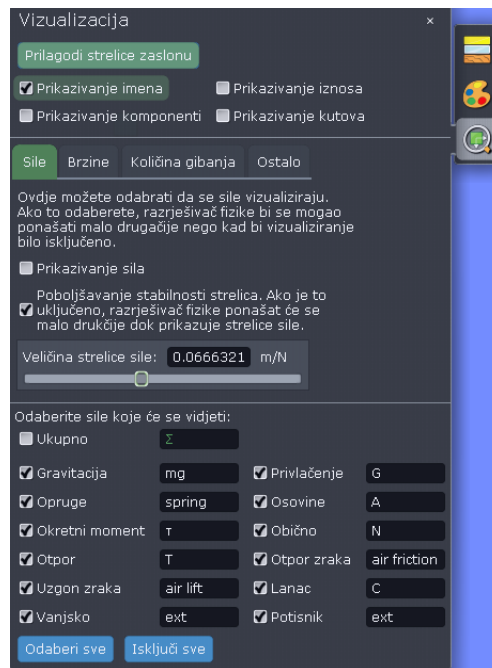 Vizualizacija ×
Prilagodi strelice zaslonu
Prikazivanje imena Prikazivanje iznosa
Prikazivanje komponenti Prikazivanje kutova
Sile Brzine Količina gibanja Ostalo
Ovdje možete odabrati da se sile vizualiziraju.
Ako to odaberete, razrješivač fizike bi se mogao
ponašati malo drugačije nego kad bi vizualiziranje
bilo isključeno.
Prikazivanje sila
Poboljšavanje stabilnosti strelica. Ako je to
uključeno, razrješivač fizike ponašat će se
malo drukčije dok prikazuje strelice sile.
Veličina strelice sile: 0.0666321 m/N
Odaberite sile koje će se vidjeti:
Ukupno Σ
Gravitacija mg Privlačenje G
Opruge spring Osovine A
Okretni moment τ Obično N
Otpor T Otpor zraka air friction
Uzgon zraka air lift Lanac C
Vanjsko ext Potisnik ext
Odaberi sve Isključi sve